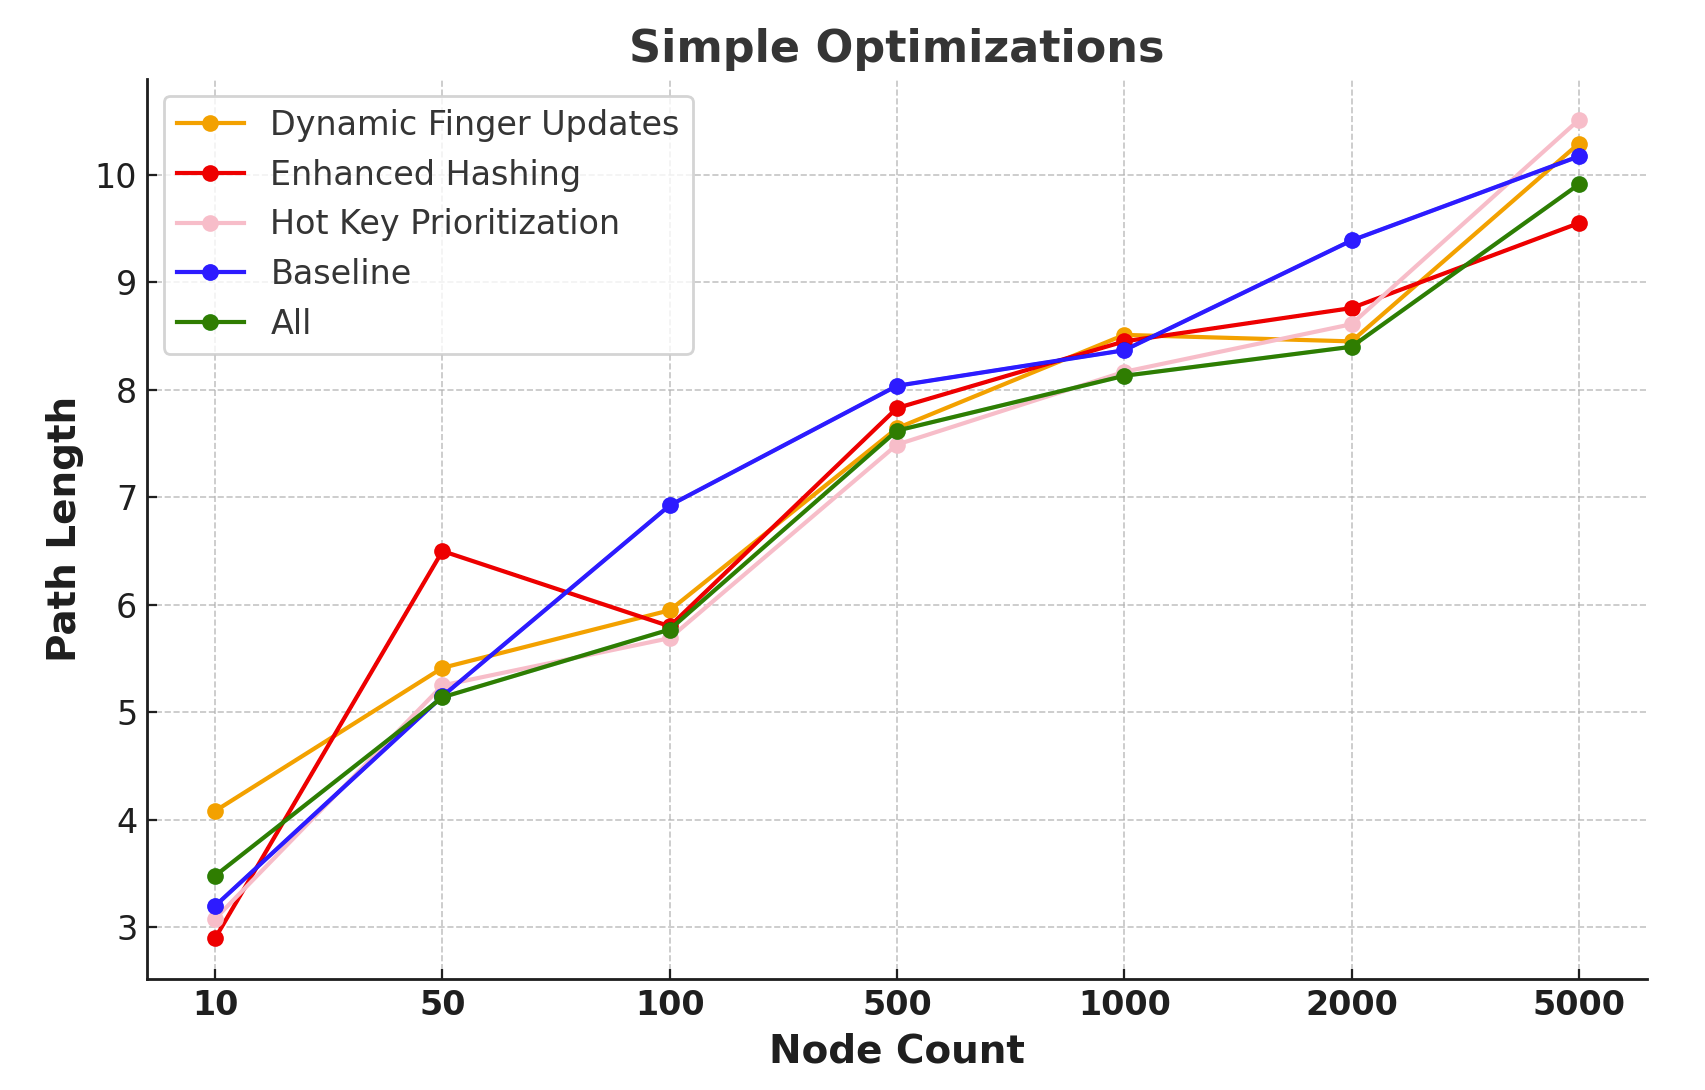 Simple Optimizations
Dynamic Finger Updates
Enhanced Hashing
Hot Key Prioritization
Baseline
All
Path Length
10
9
8
7
6
5
4
3
10 50 100 500 1000 2000 5000
Node Count